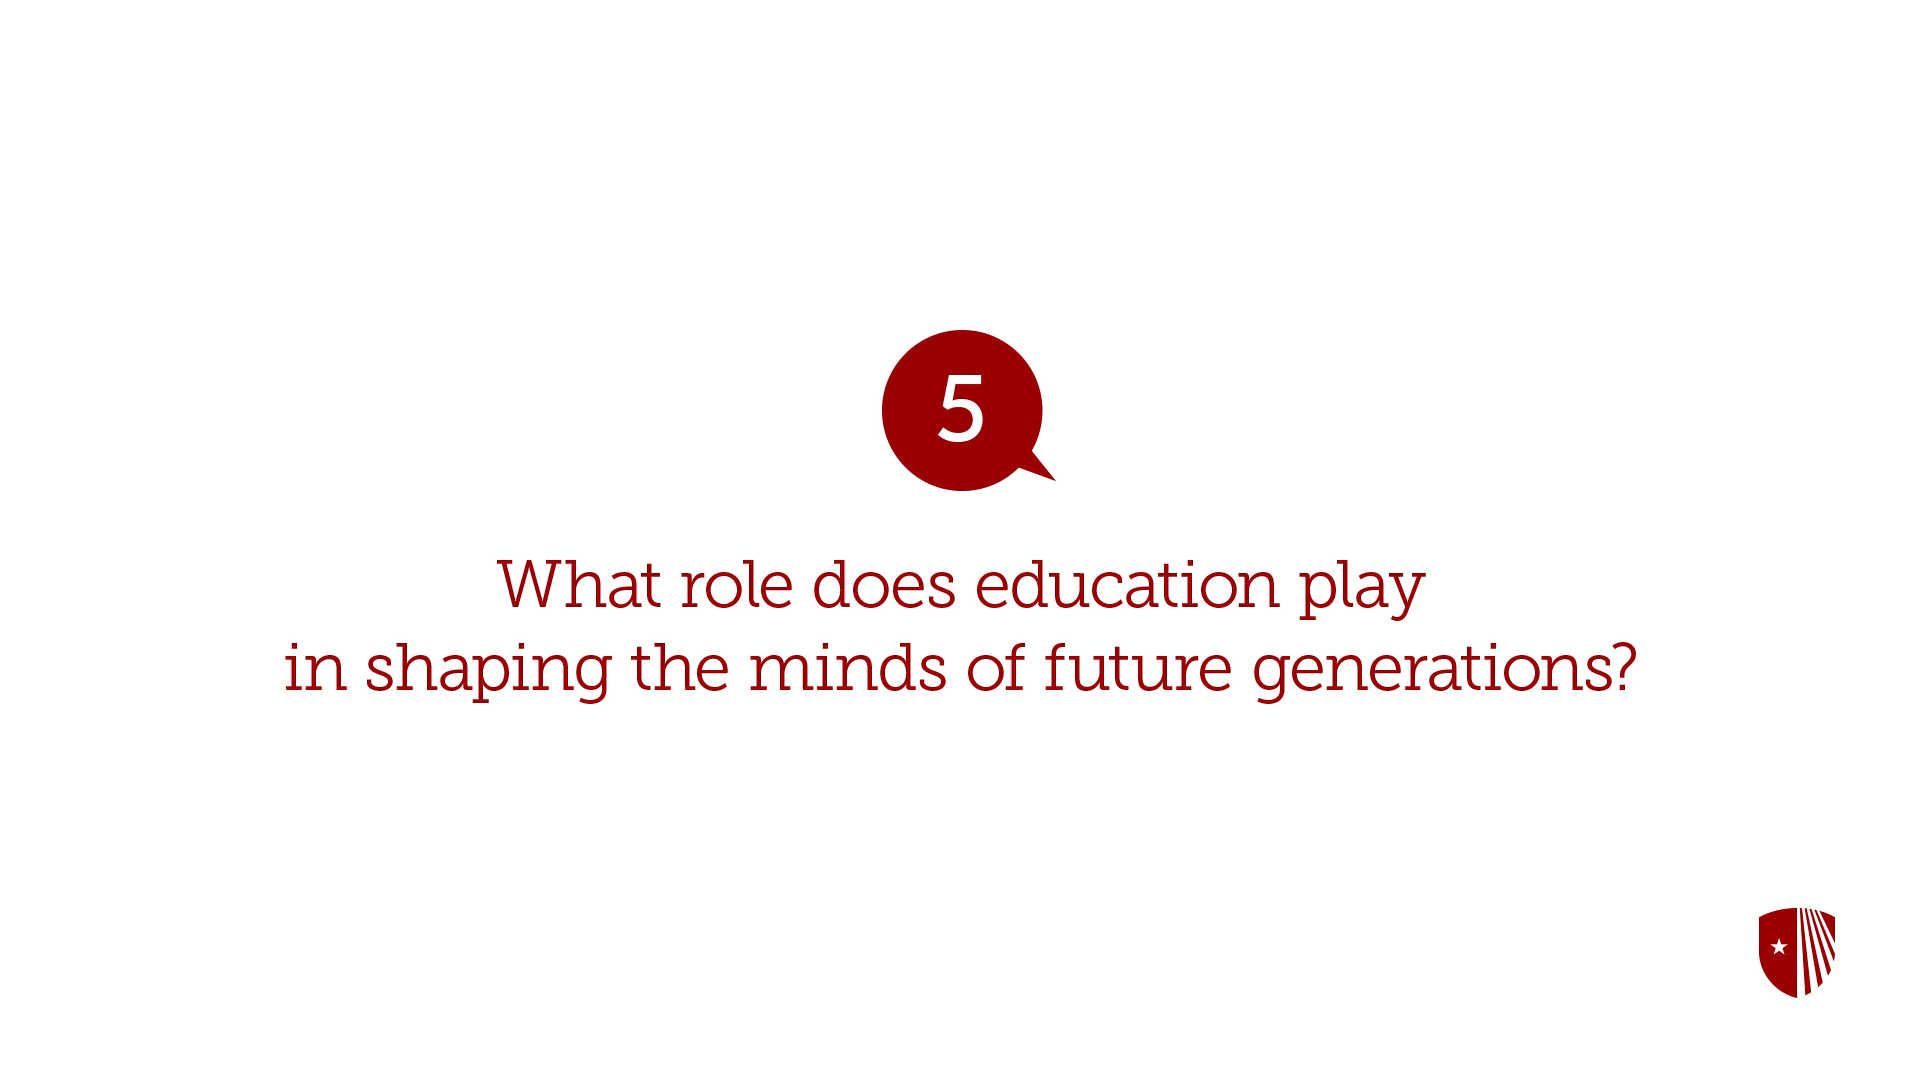 5
What role does education play
in shaping the minds of future generations?